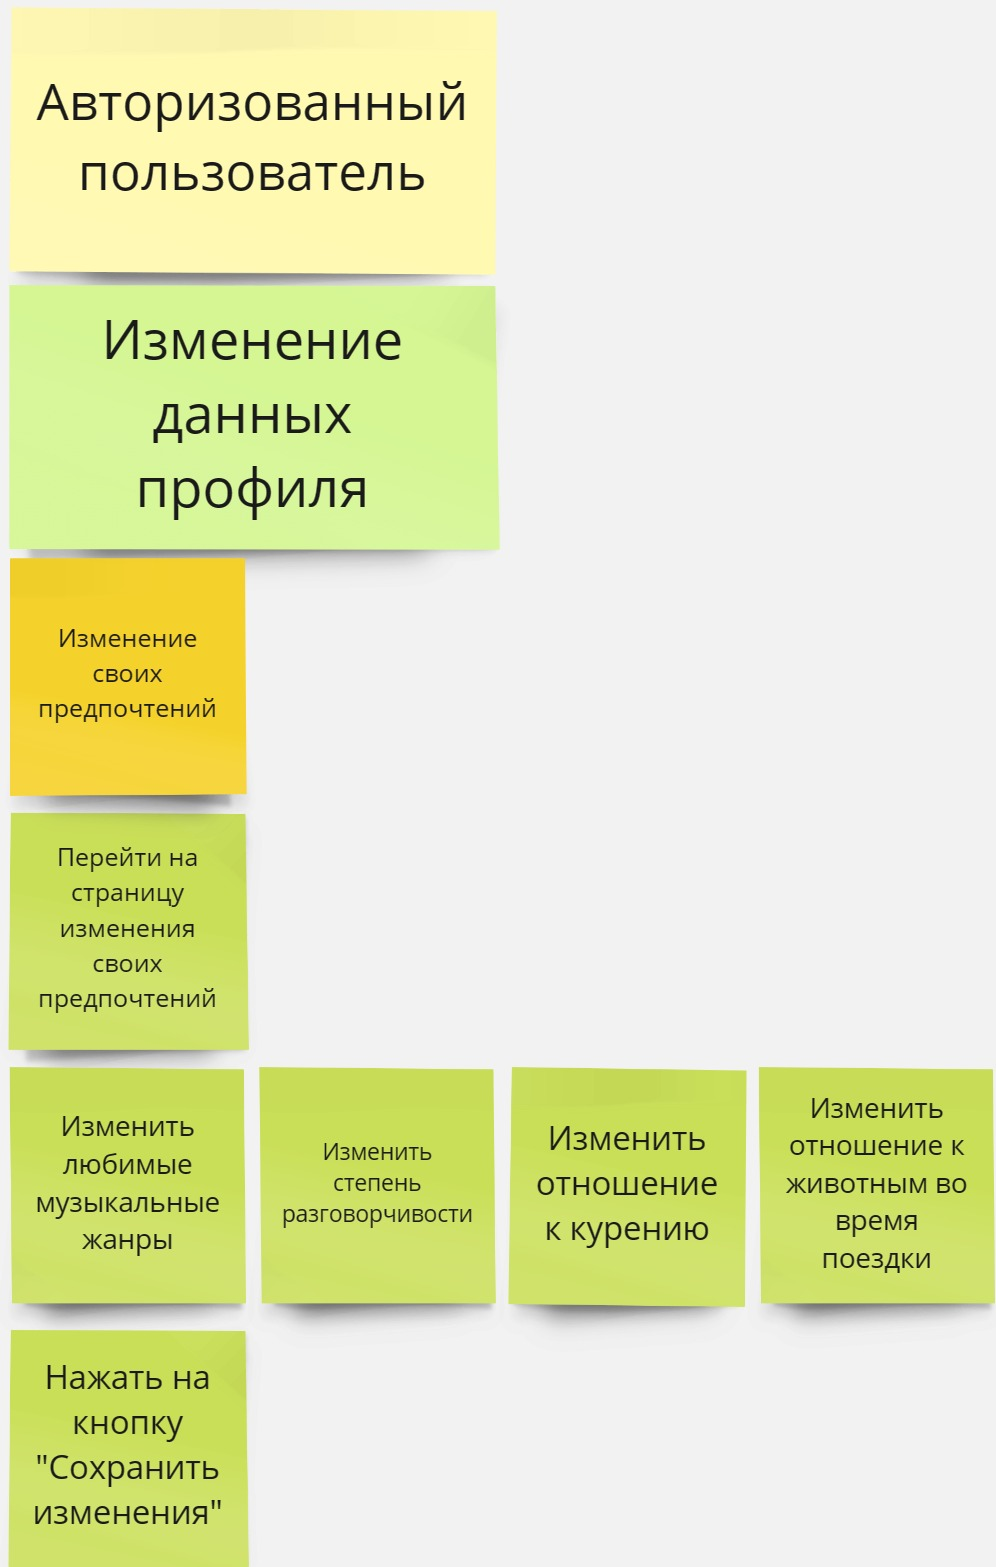 Авторизованный
пользователь
Изменение
данных
профиля
Изменение
своих
предпочтений
Перейти на
страницу
изменения
своих
предпочтений
Изменить
любимые
музыкальные
жанры
Изменить
степень
разговорчивости
Изменить
отношение
к курению
Изменить
отношение к
животным во
время
поездки
Нажать на
кнопку
"Сохранить
изменения"